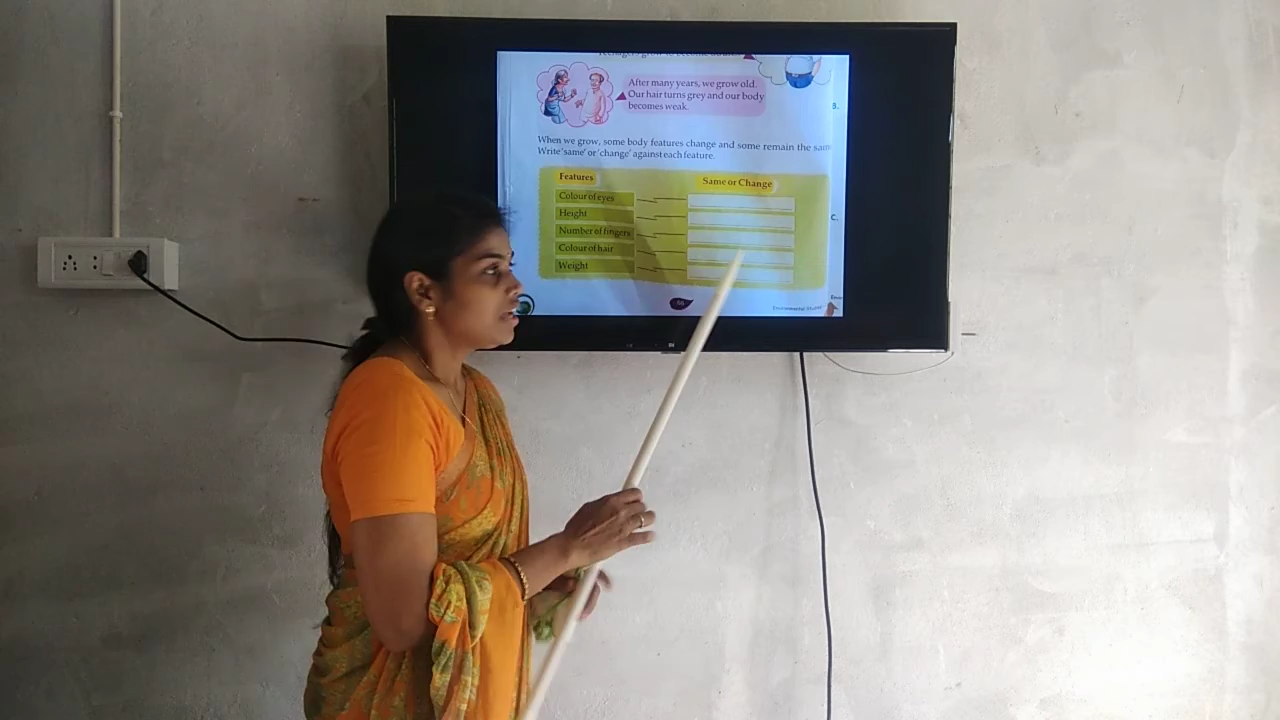 After many years, we grow old.
Our hair turns grey and our body
becomes weak.
B.
When we grow, some body features change and some remain the
Write 'same' or 'change' against each feature.
Features
Same or Change
Colour of eyes
Height
C.
Number of fingers
Colour of hair
Weight